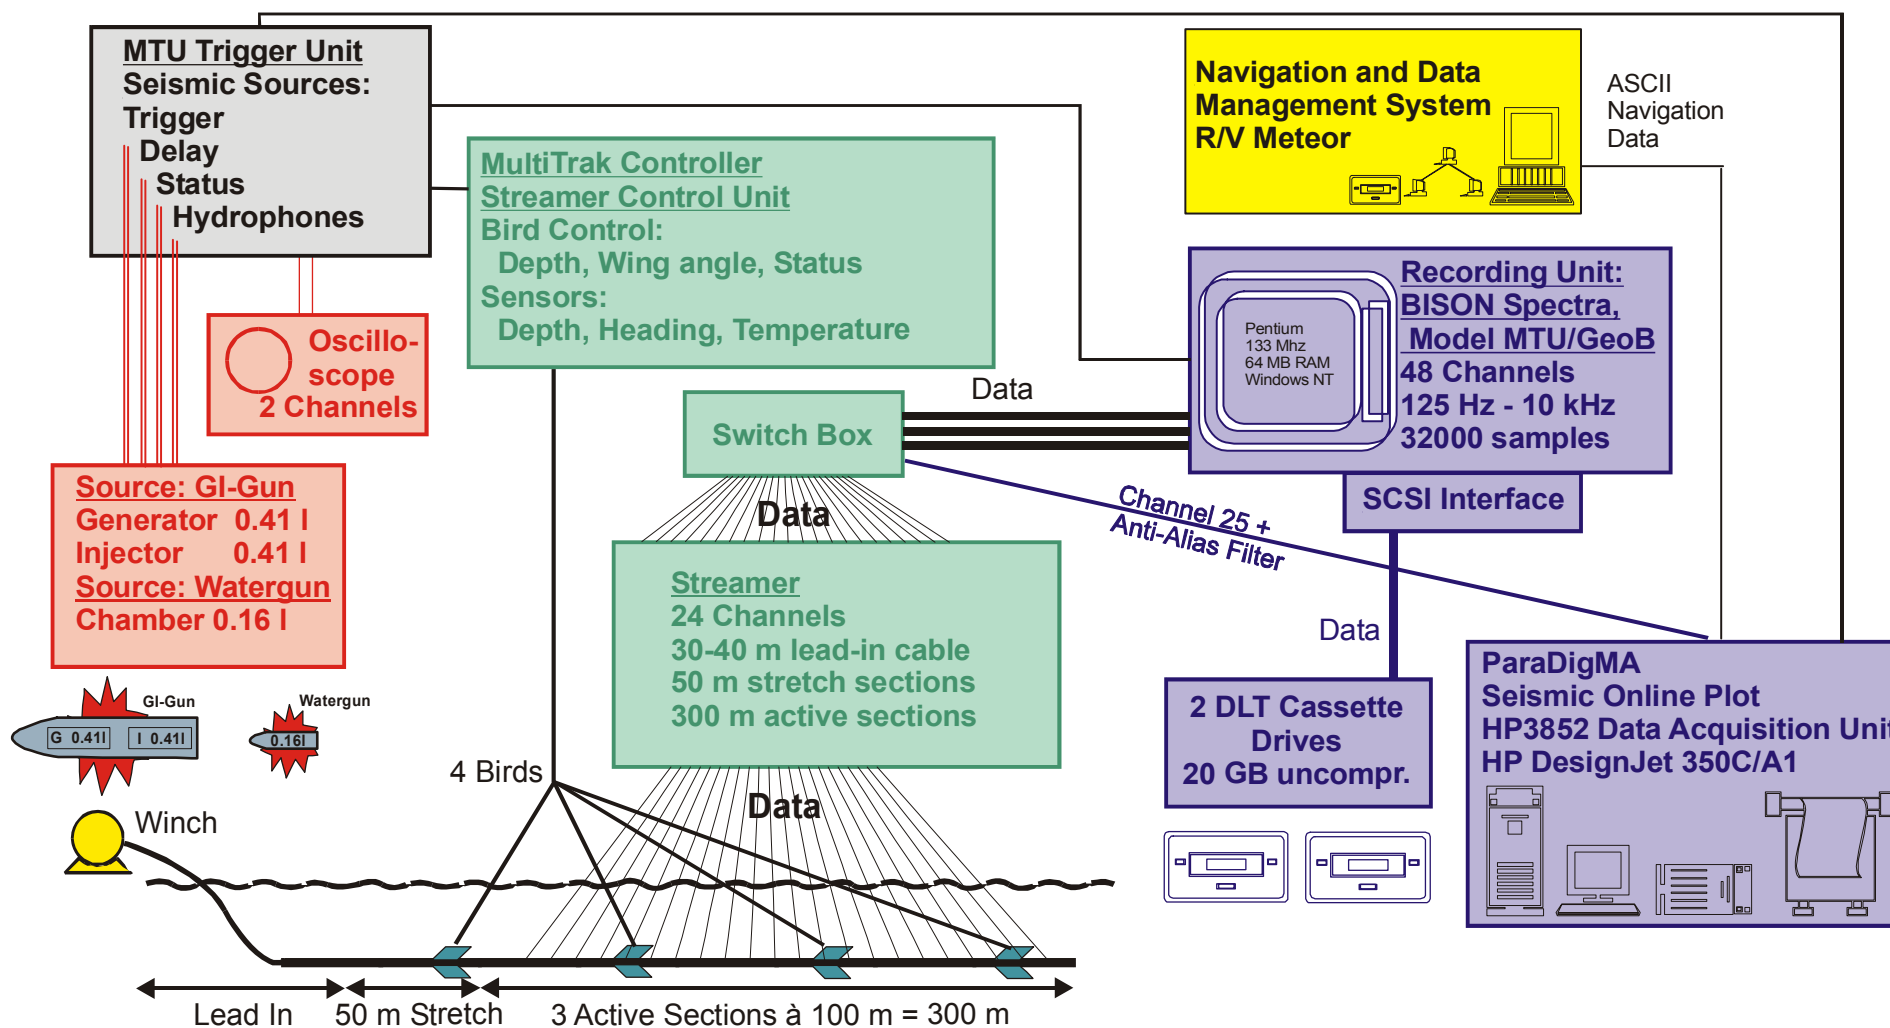 MTU Trigger Unit
Seismic Sources:
Trigger
Delay
Status
Hydrophones
MultiTrak Controller
Streamer Control Unit
Bird Control:
Depth, Wing angle, Status
Sensors:
Depth, Heading, Temperature
Navigation and Data
Management System
R/V Meteor
ASCII
Navigation
Data
Oscillo-
scope
2 Channels
Pentium
133 Mhz
64 MB RAM
Windows NT
Recording Unit:
BISON Spectra,
Model MTU/GeoB
48 Channels
125 Hz - 10 kHz
32000 samples
Data
Switch Box
SCSI Interface
Source: GI-Gun
Generator 0.41 l
Injector 0.41 l
Source: Watergun
Chamber 0.16 l
Data
Channel 25 +
Anti-Alias Filter
Streamer
24 Channels
30-40 m lead-in cable
50 m stretch sections
300 m active sections
Data
2 DLT Cassette
Drives
20 GB uncompr.
ParaDigMA
Seismic Online Plot
HP3852 Data Acquisition Unit
HP DesignJet 350C/A1
GI-Gun
G 0.41l
I 0.41l
Watergun
0.16l
4 Birds
Data
Winch
Lead In
50 m Stretch
3 Active Sections à 100 m = 300 m